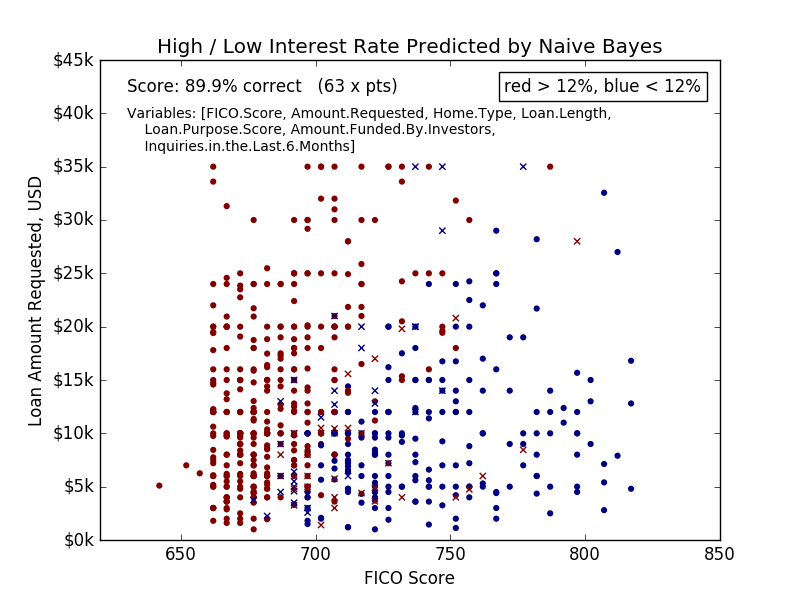 High / Low Interest Rate Predicted by Naive Bayes
$45k
Score: 89.9% correct   (63 x pts)
red > 12%, blue < 12%
Variables: [FICO.Score, Amount.Requested, Home.Type, Loan.Length,
Loan.Purpose.Score, Amount.Funded.By.Investors,
Inquiries.in.the.Last.6.Months]
$40k
$35k
$30k
$25k
$20k
$15k
$10k
$5k
$0k
Loan Amount Requested, USD
650 700 750 800 850
FICO Score